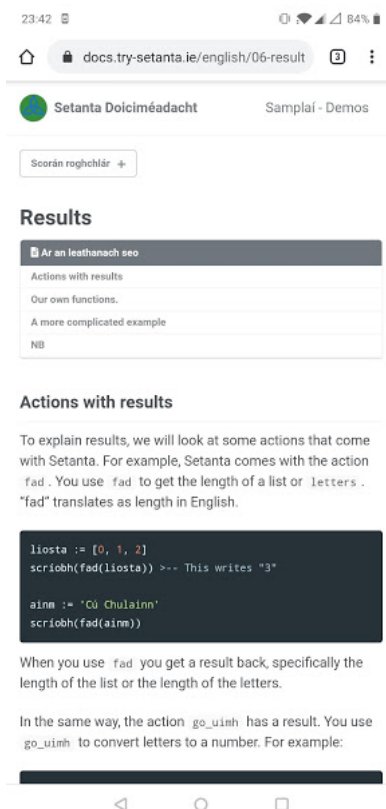 23:42
84%
docs.try-setanta.ie/english/06-result
3
Setanta Doiciméadacht
Samplaí - Demos
Scorán roghchlár +
Results
Ar an leathanach seo
Actions with results
Our own functions.
A more complicated example
NB
Actions with results
To explain results, we will look at some actions that come
with Setanta. For example, Setanta comes with the action
fad . You use fad to get the length of a list or letters .
“fad” translates as length in English.
liosta := [0, 1, 2]
scríobh(fad(liosta)) >-- This writes "3"
ainm := 'Cú Chulainn'
scríobh(fad(ainm))
When you use fad you get a result back, specifically the
length of the list or the length of the letters.
In the same way, the action go_uimh has a result. You use
go_uimh to convert letters to a number. For example: